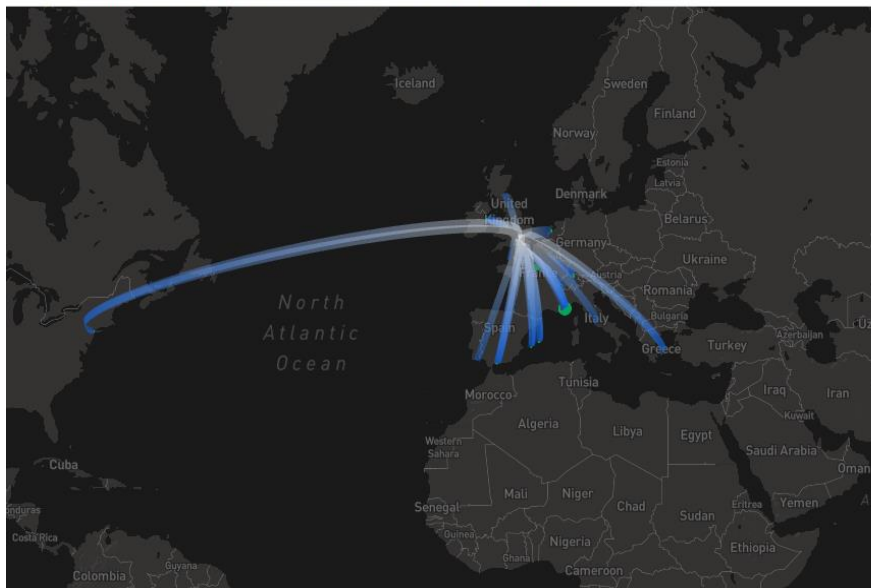 Iceland
Sweden
Finland
Norway
Estonia
Latvia
Denmark
United
Kingdom
Belarus
Germany
Ukraine
Austria
Romania
North
Atlantic
Ocean
Spain
Italy
Bulgaria
Greece
Turkey
Azerbaijan
Morocco
Tunisia
Iraq
Iran
Algeria
Libya
Egypt
Kuwait
Western
Sahara
Saudi Arabia
Cuba
Oman
Mali
Niger
Chad
Sudan
Eritrea
Yemen
Senegal
Costa Rica
Guinea
Ghana
Nigeria
Ethiopia
Colombia
Guyana
Cameroon